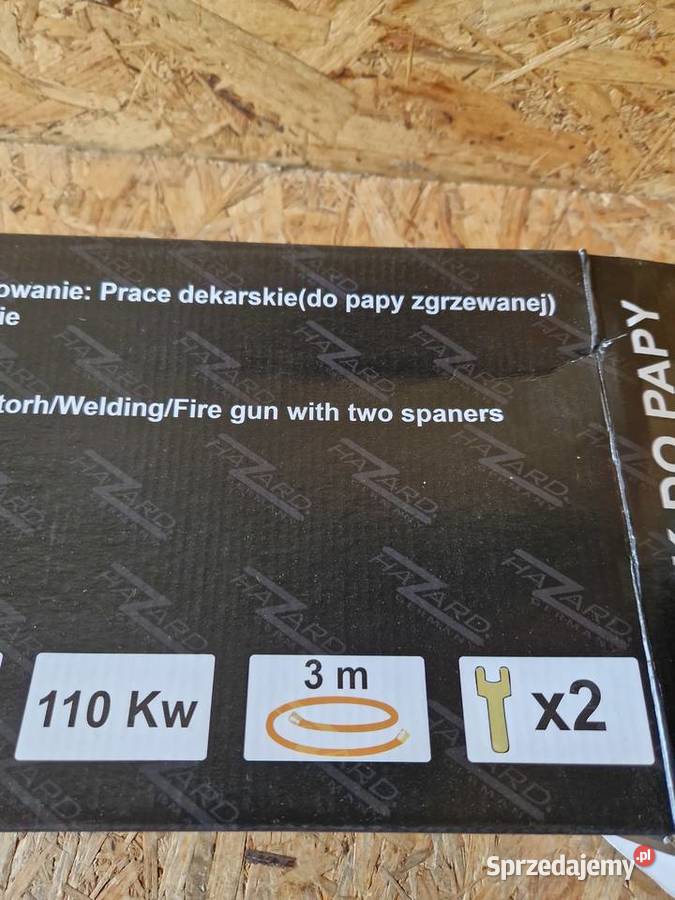 owanie: Prace dekarskie(do papy zgrzewanej)
ie
torh/Welding/Fire gun with two spaners
HAZARD
110 Kw
3 m
x2
K DO PAPY
Sprzedajemy.pl